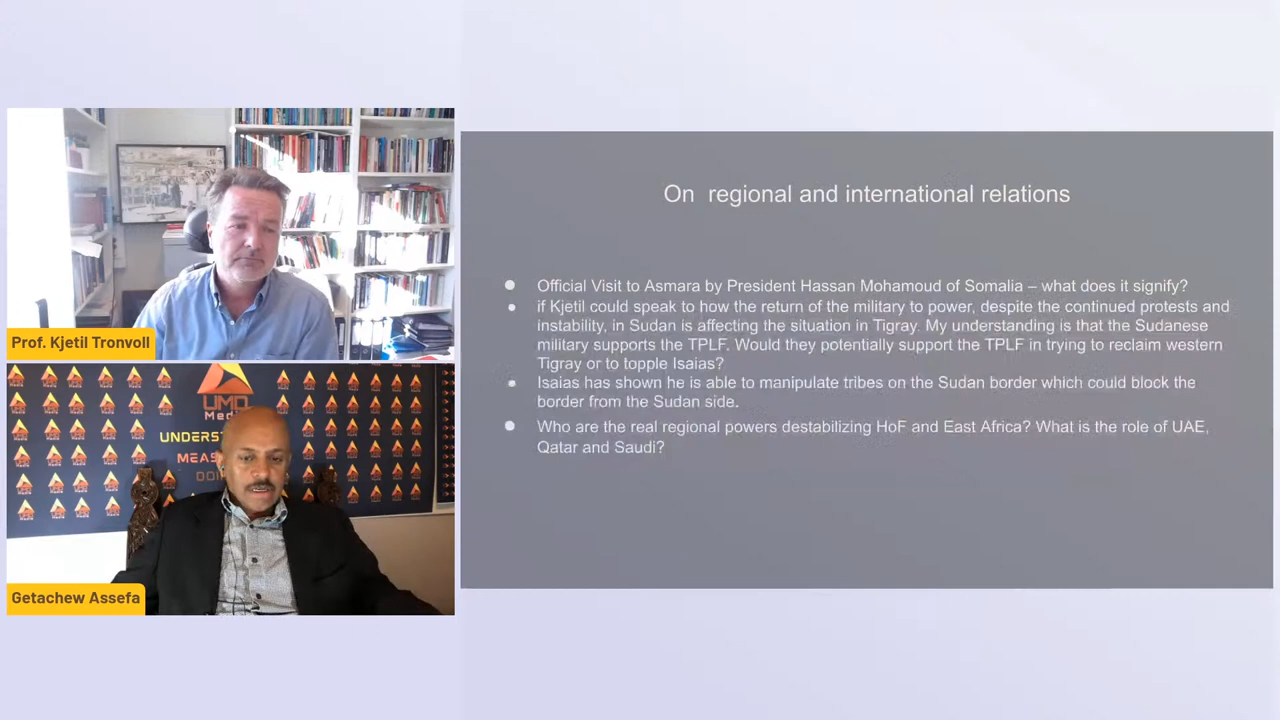 Prof. Kjetil Tronvoll
UMD
Media
UNDERST
MEAS
DOI
Getachew Assefa
On regional and international relations
● Official Visit to Asmara by President Hassan Mohamoud of Somalia – what does it signify?
● if Kjetil could speak to how the return of the military to power, despite the continued protests and
instability, in Sudan is affecting the situation in Tigray. My understanding is that the Sudanese
military supports the TPLF. Would they potentially support the TPLF in trying to reclaim western
Tigray or to topple Isaias?
● Isaias has shown he is able to manipulate tribes on the Sudan border which could block the
border from the Sudan side.
● Who are the real regional powers destabilizing HoF and East Africa? What is the role of UAE,
Qatar and Saudi?